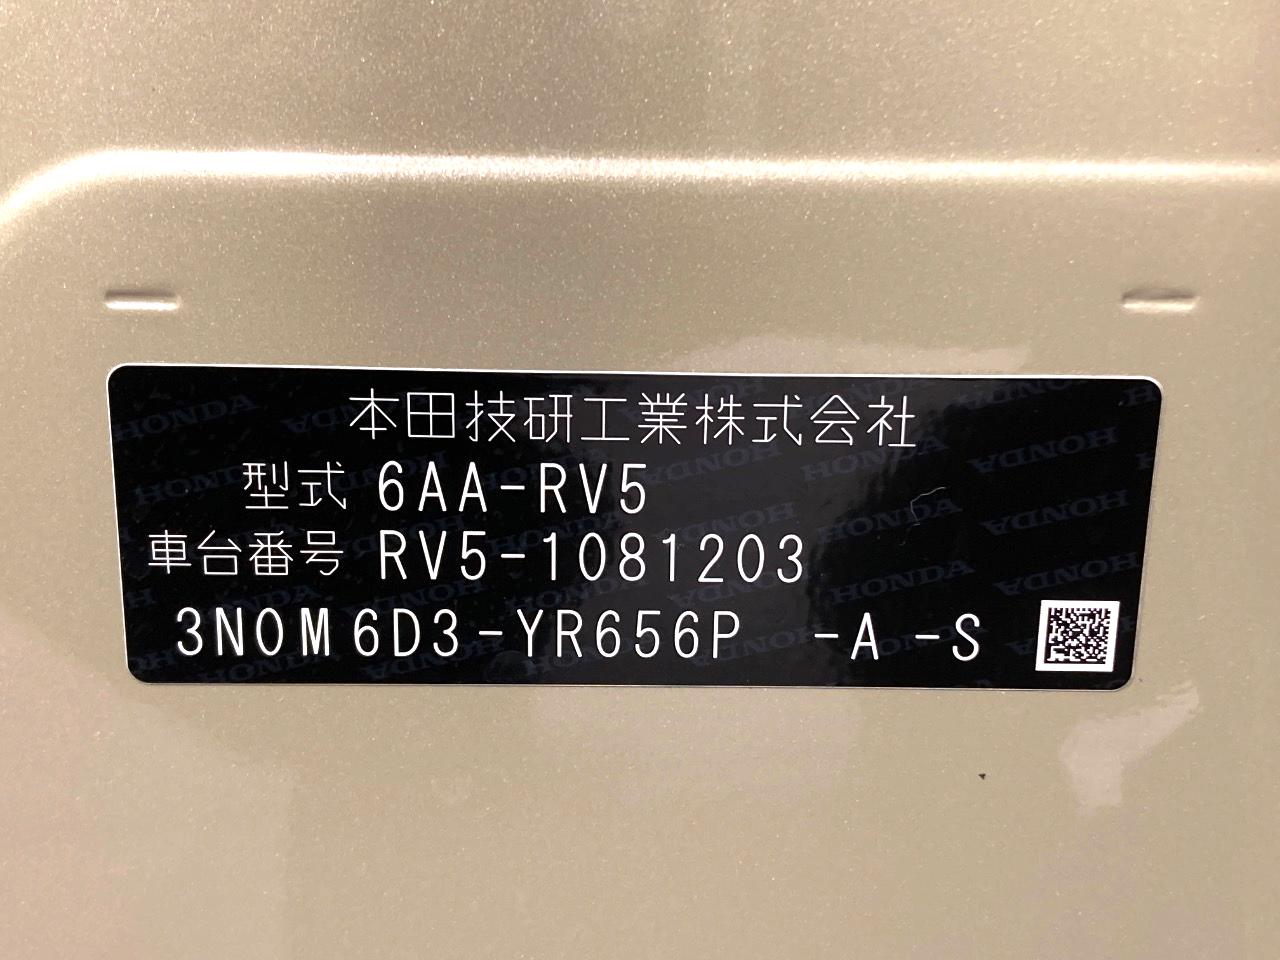 本田技研工業株式会社
型式 6AA-RV5
車台番号 RV5-1081203
3N0M6D3-YR656P -A -S